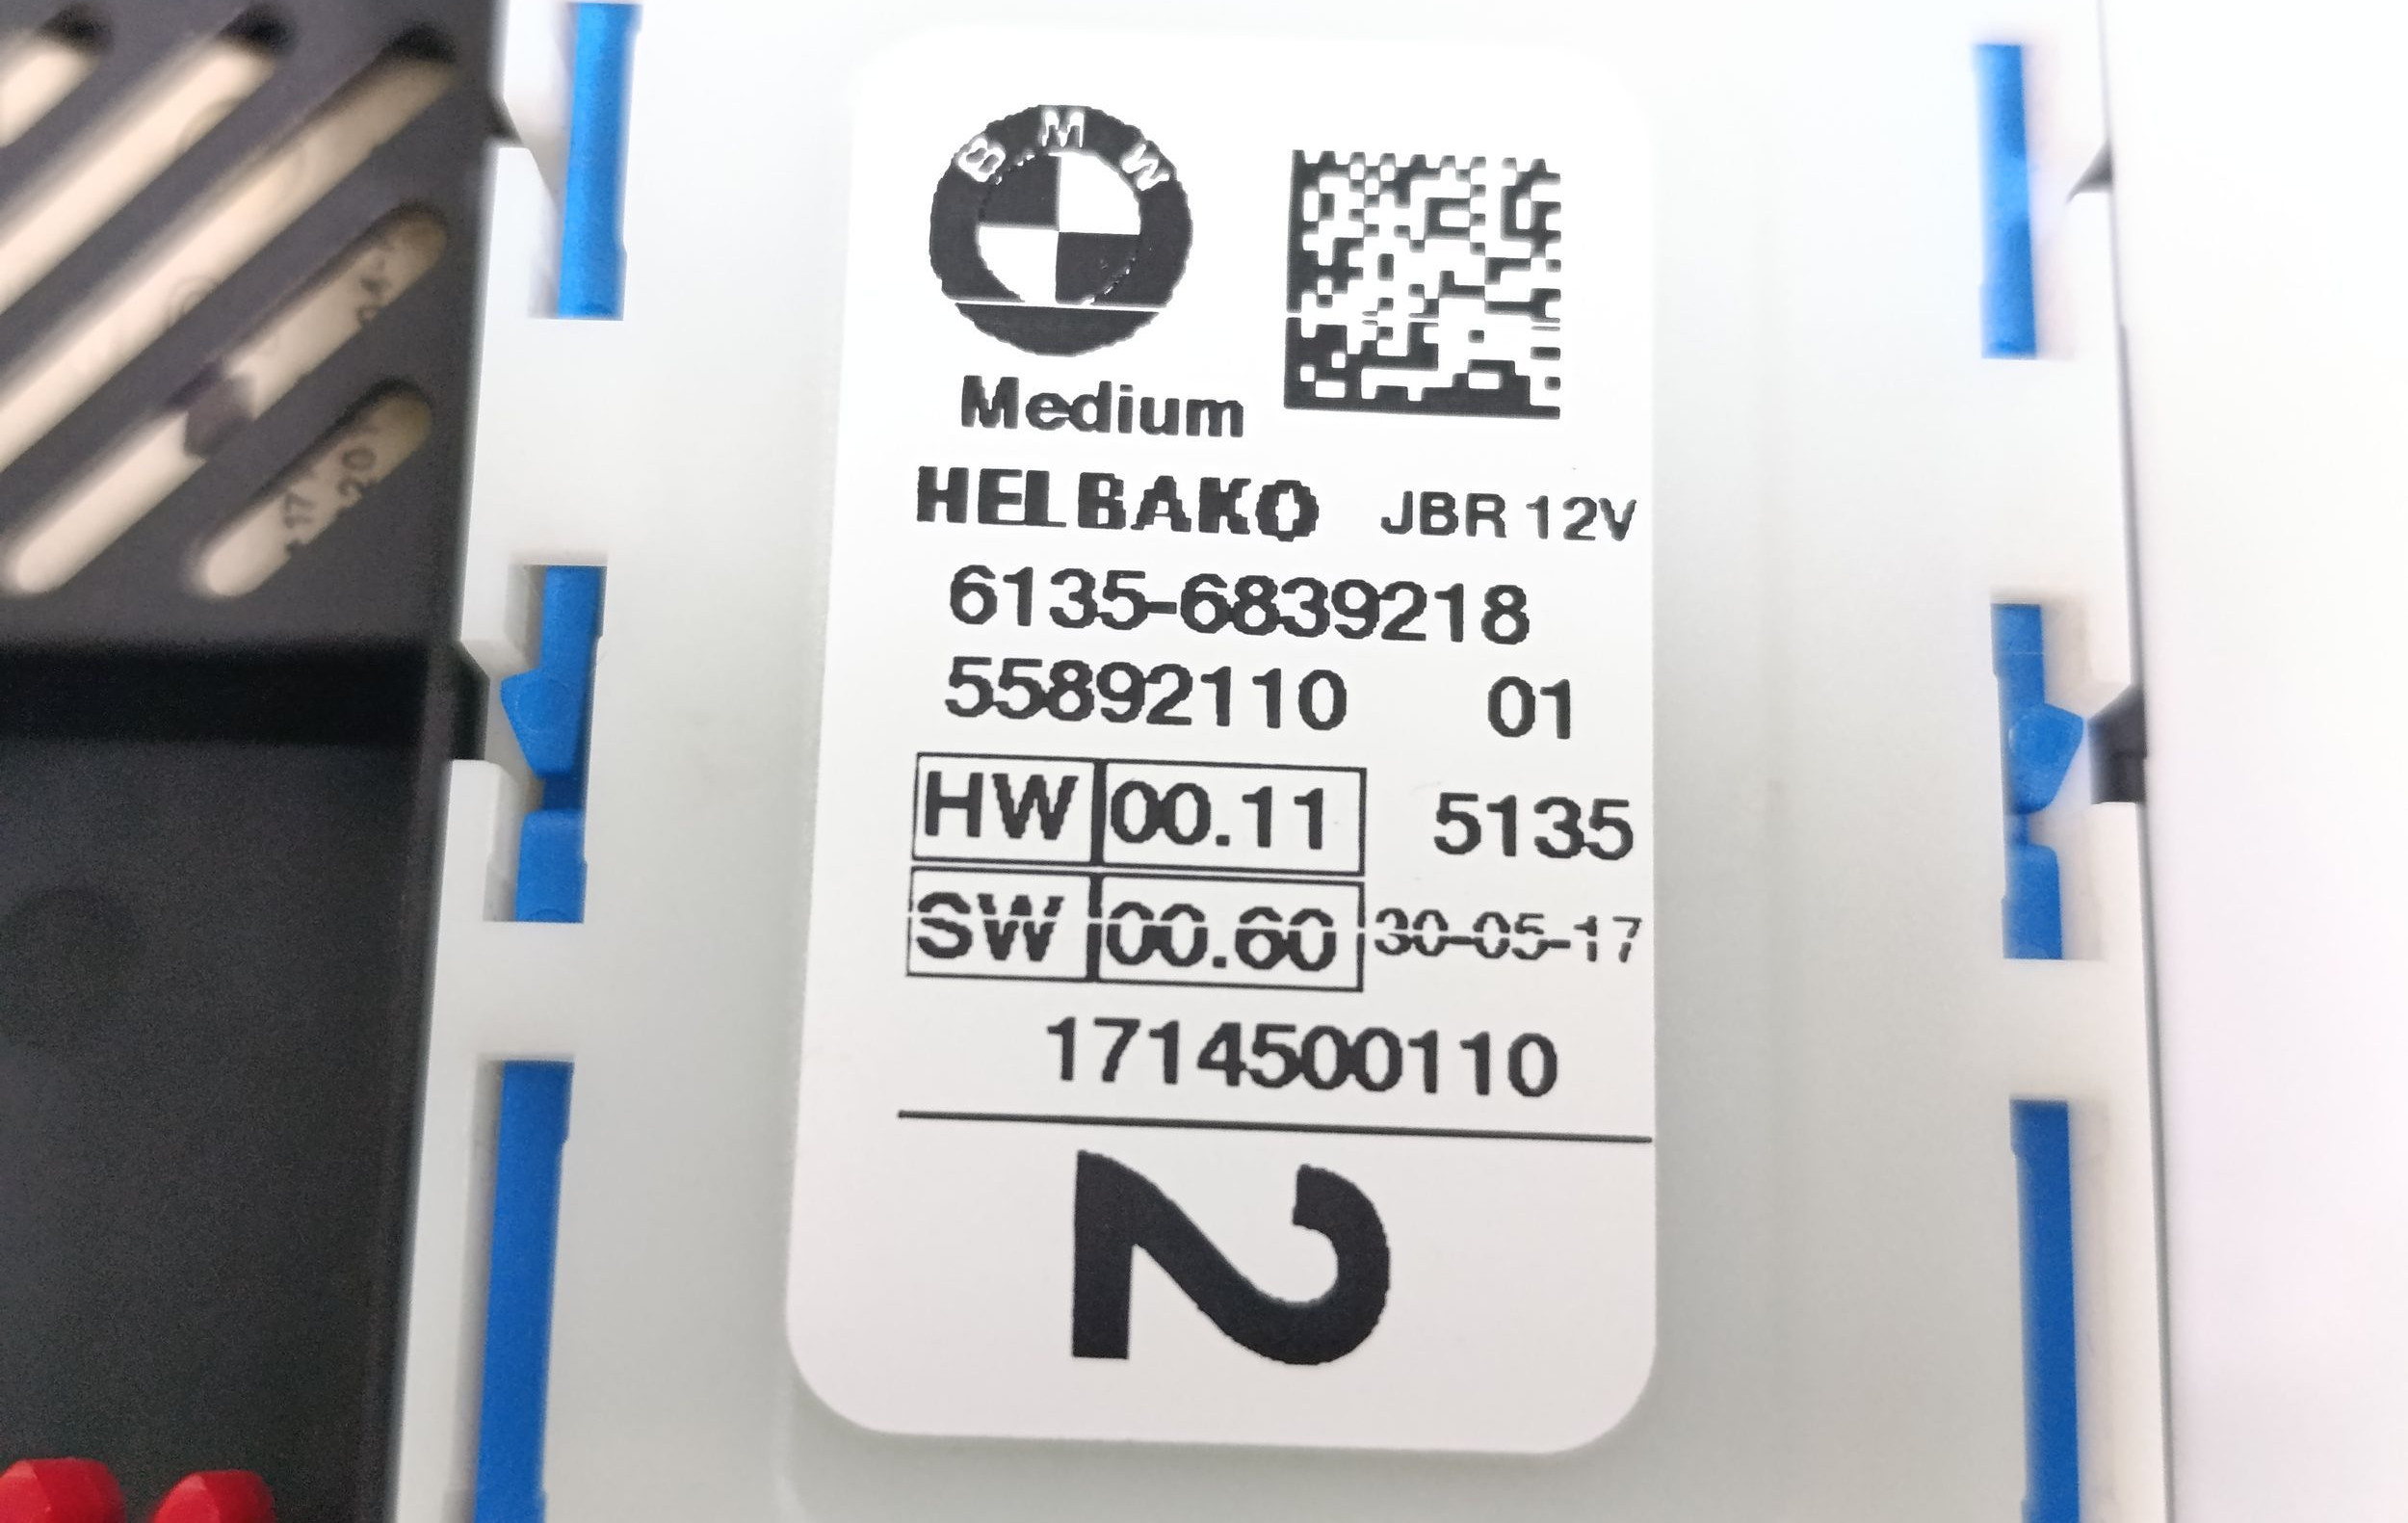 BMW
Medium
HELBAKO JBR 12V
6135-6839218
55892110 01
HW 00.11 5135
SW 00.60 30-05-17
1714500110
2